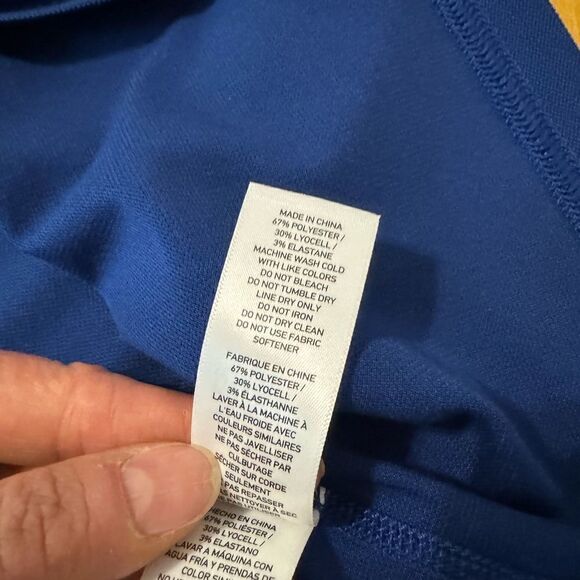 MADE IN CHINA
67% POLYESTER /
30% LYOCELL /
3% ELASTANE
MACHINE WASH COLD
WITH LIKE COLORS
DO NOT BLEACH
DO NOT TUMBLE DRY
LINE DRY ONLY
DO NOT IRON
DO NOT DRY CLEAN
DO NOT USE FABRIC
SOFTENER
FABRIQUE EN CHINE
67% POLYESTER /
30% LYOCELL /
3% ÉLASTHANNE
LAVER À LA MACHINE À
L'EAU FROIDE AVEC
COULEURS SIMILAIRES
NE PAS JAVELLISER
NE PAS SÉCHER PAR
CULBUTAGE
SÉCHER SUR CORDE
SEULEMENT
PAS REPASSER
PAS NETTOYER À SEC
HECHO EN CHINA
67% POLIÉSTER /
30% LYOCELL /
3% ELASTANO
LAVAR A MÁQUINA CON
AGUA FRÍA Y PRENDAS DE
COLOR